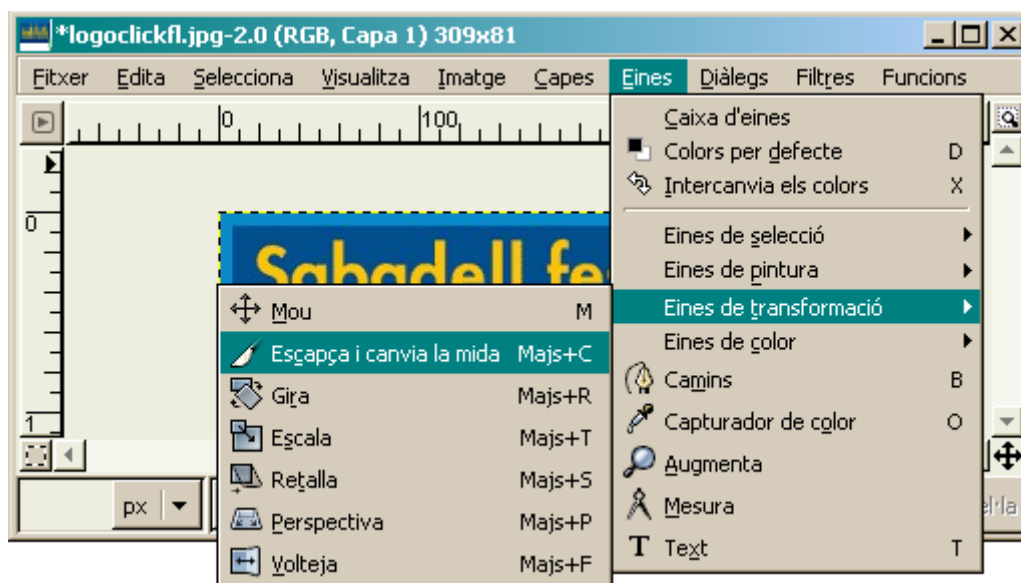 *logoclickfl.jpg-2.0 (RGB, Capa 1) 309x81
Fitxer Edita Selecciona Visualitza Imatge Capes Eines Diàlegs Filtres Funcions
0 100
Caixa d'eines
Colors per defecte D
Intercanvia els colors X
0
Eines de selecció
Sabadell
Eines de pintura
Eines de transformació
Eines de color
Camins B
Capturador de color O
Augmenta
Mesura
Text T
Mou M
Escapça i canvia la mida Majs+C
Gira Majs+R
Escala Majs+T
Retalla Majs+S
Perspectiva Majs+P
Volteja Majs+F
1
px